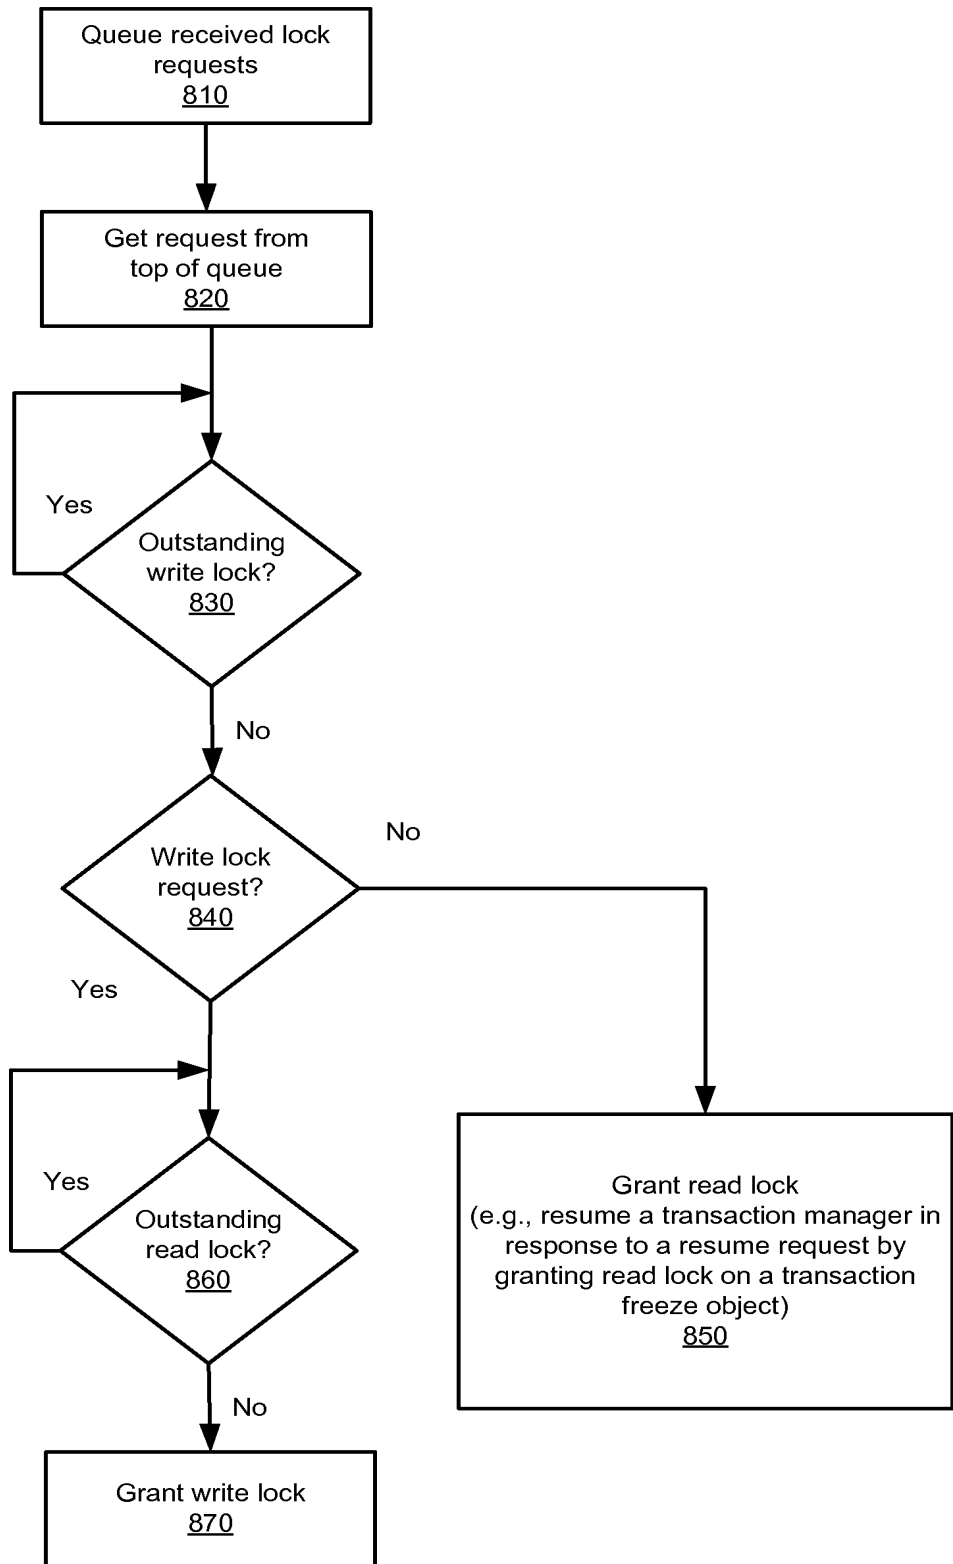 Queue received lock
requests
810
Get request from
top of queue
820
Yes
Outstanding
write lock?
830
No
No
Write lock
request?
840
Yes
Yes
Outstanding
read lock?
860
Grant read lock
(e.g., resume a transaction manager in
response to a resume request by
granting read lock on a transaction
freeze object)
850
No
Grant write lock
870